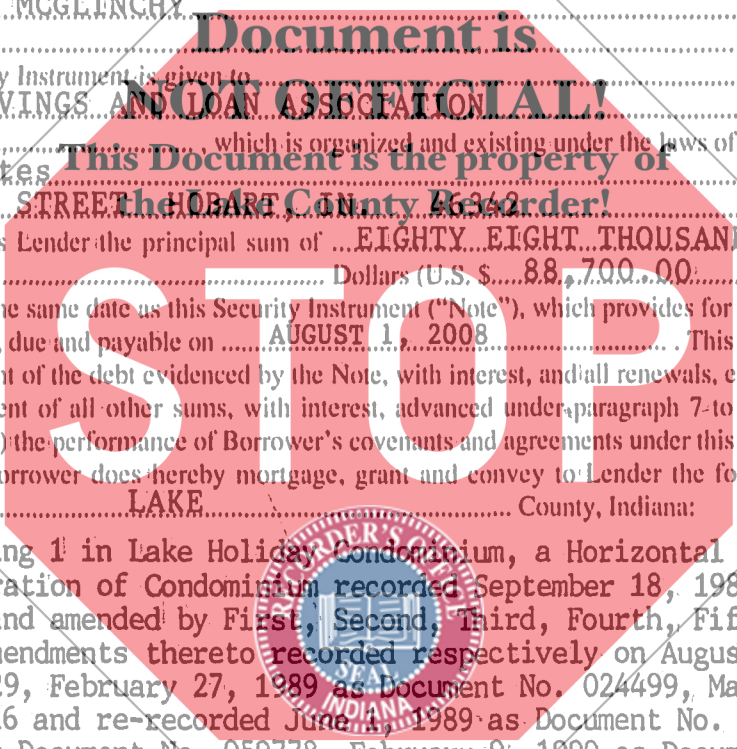 MCGLINCHY
Document is
y Instrument is given to
NOT OFFICIAL!
VINGS AND LOAN ASSOCIATION
, which is organized and existing under the laws of
tes
This Document is the property of
the Lake County Recorder!
STREET HOBART, IN. 46342
s Lender the principal sum of EIGHTY EIGHT THOUSAN
Dollars (U.S. $ 88,700.00
STOP
he same date as this Security Instrument ("Note"), which provides for
, due and payable on AUGUST 1, 2008 . This
nt of the debt evidenced by the Note, with interest, and all renewals, e
ent of all other sums, with interest, advanced under paragraph 7 to
) the performance of Borrower's covenants and agreements under this
orrower does hereby mortgage, grant and convey to Lender the fo
LAKE County, Indiana:
RECORDER'S
SEAL
INDIANA
ng 1 in Lake Holiday Condominium, a Horizontal
ration of Condominium recorded September 18, 198
nd amended by First, Second, Third, Fourth, Fif
mendments thereto recorded respectively on Augus
29, February 27, 1989 as Document No. 024499, Ma
6 and re-recorded June 1, 1989 as Document No.